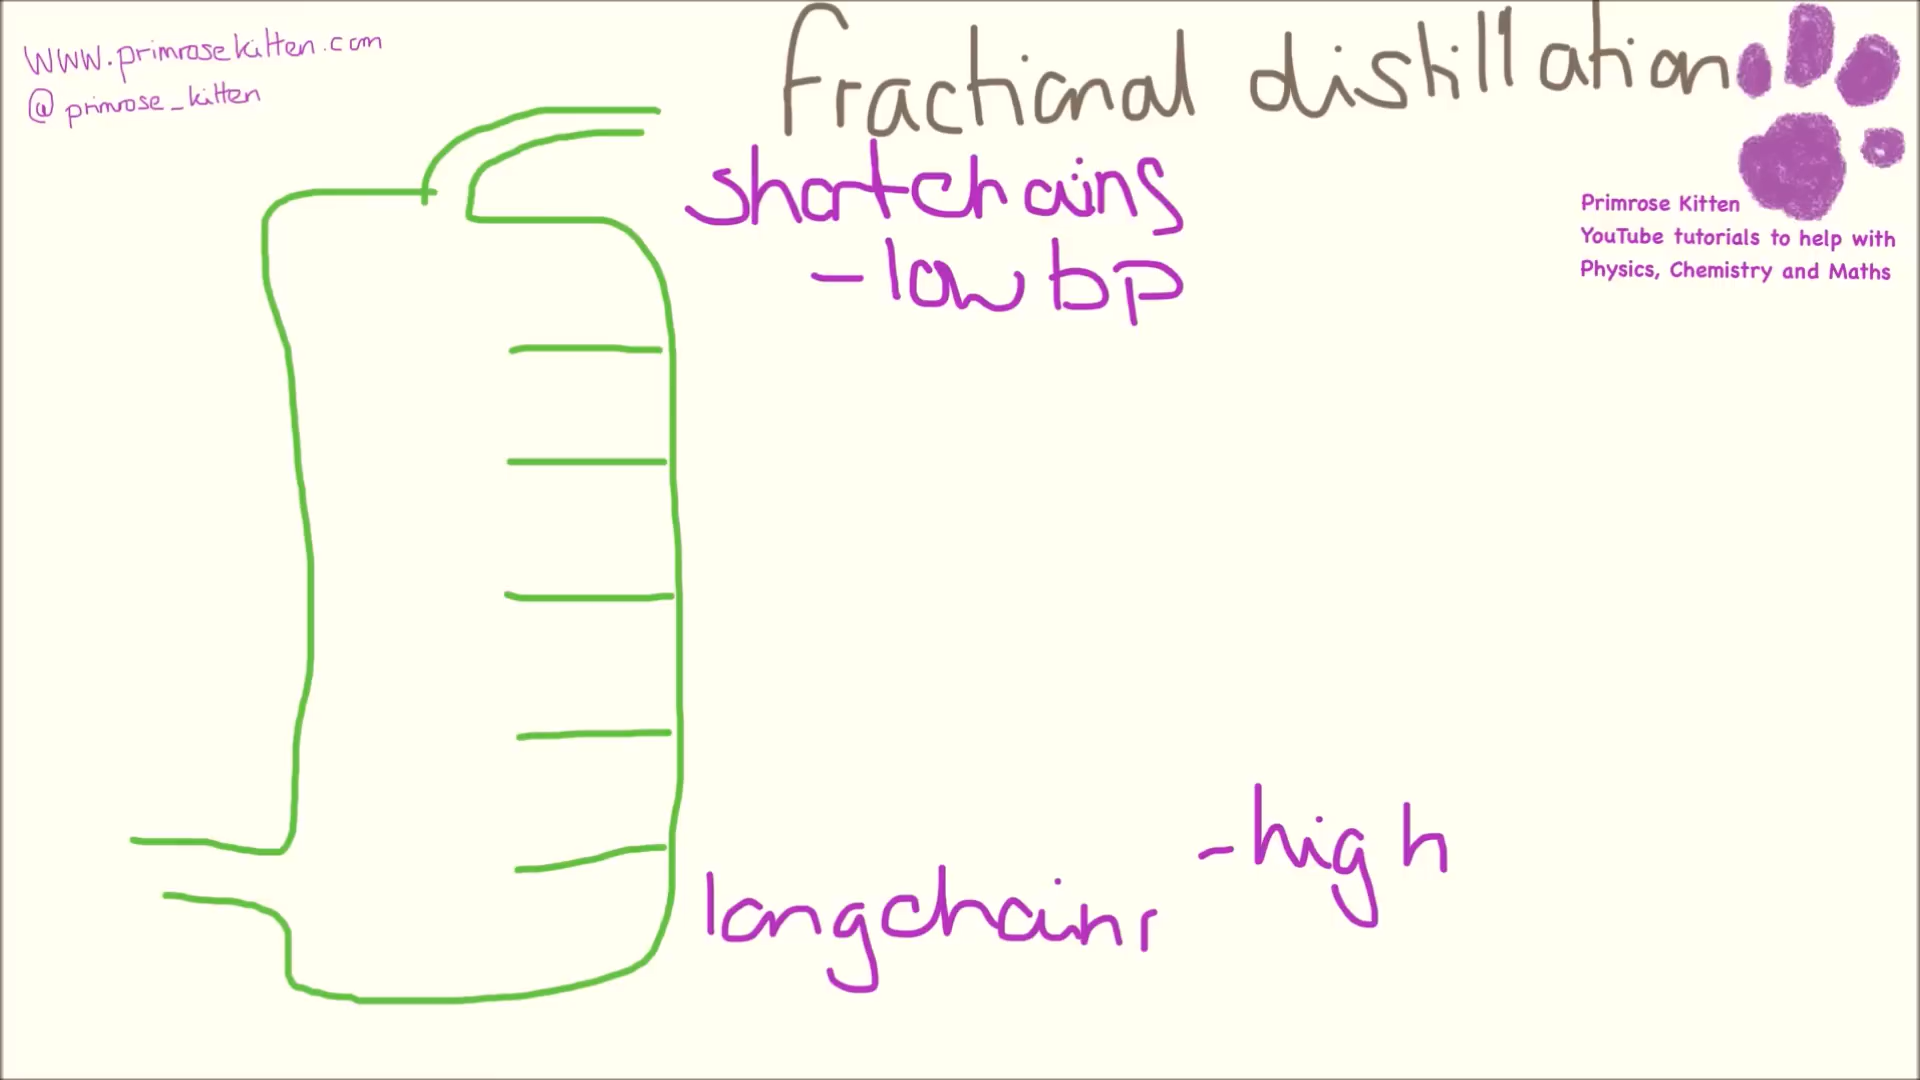 www.primrosekitten.com
@primrose_kitten
fractional distillation
short chains
-low bp
Primrose Kitten
YouTube tutorials to help with
Physics, Chemistry and Maths
-high
long chains